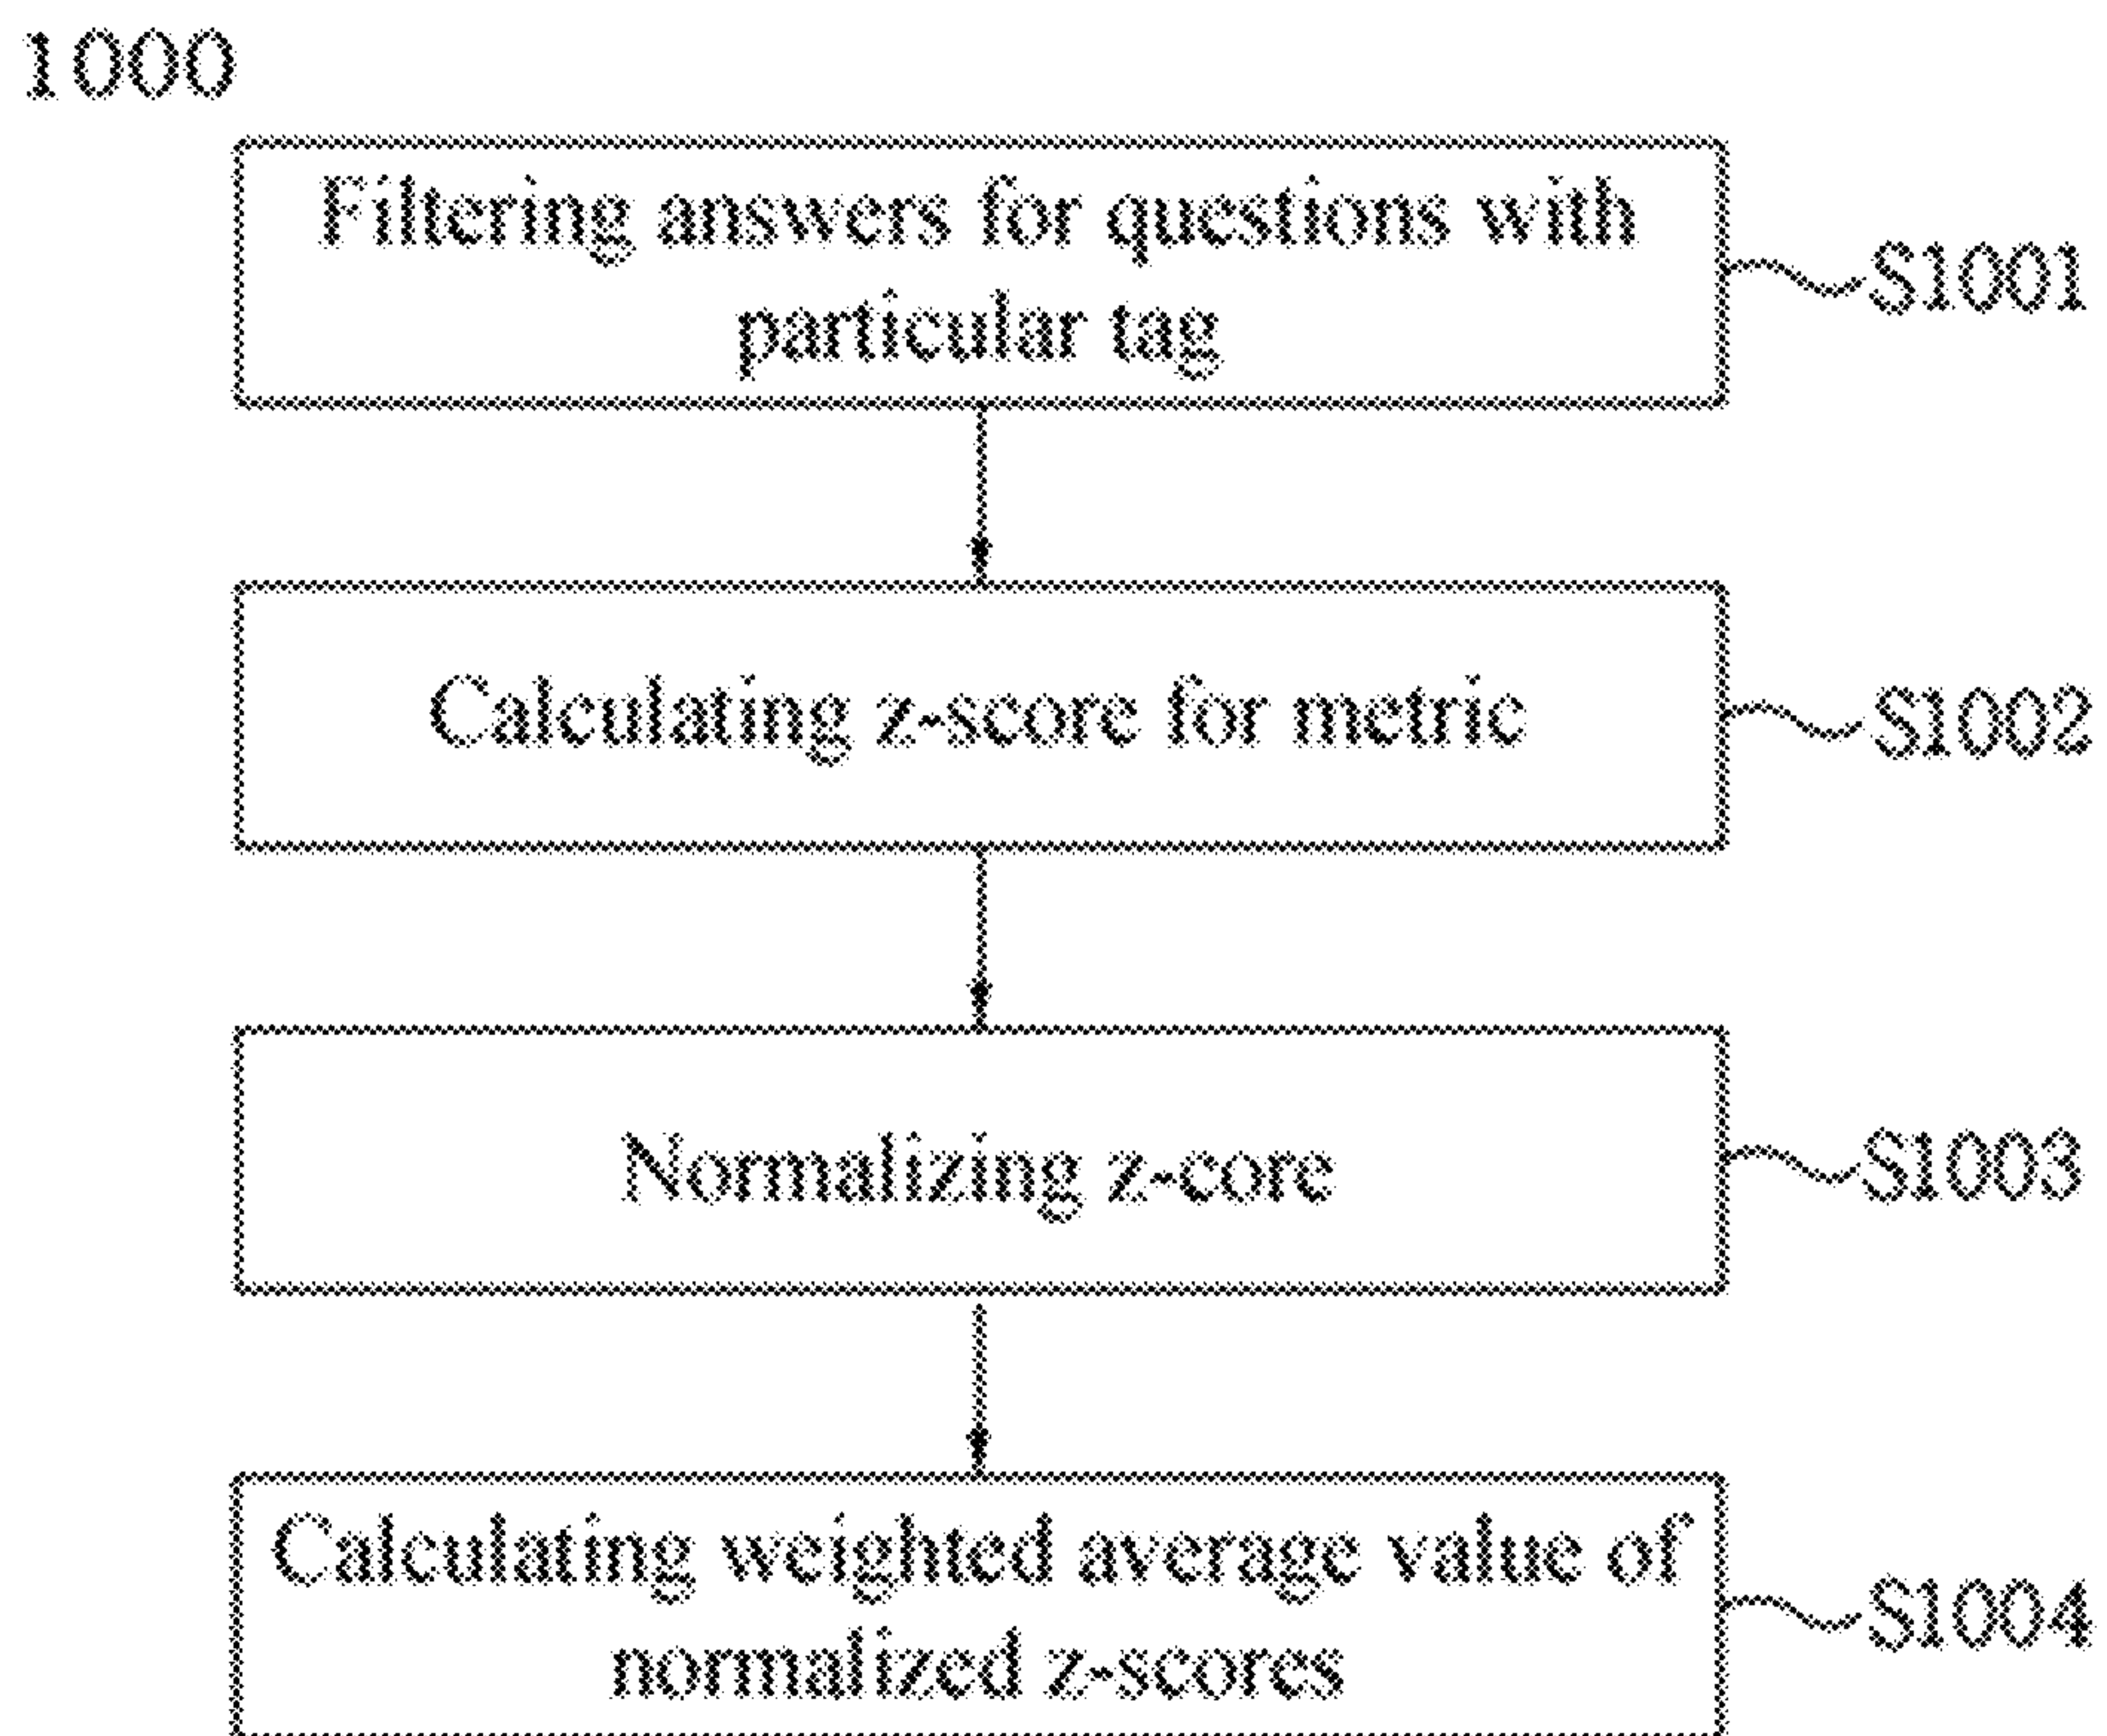 1000
Filtering answers for questions with
particular tag
S1001
Calculating z-score for metric
S1002
Normalizing z-core
S1003
Calculating weighted average value of
normalized z-scores
S1004